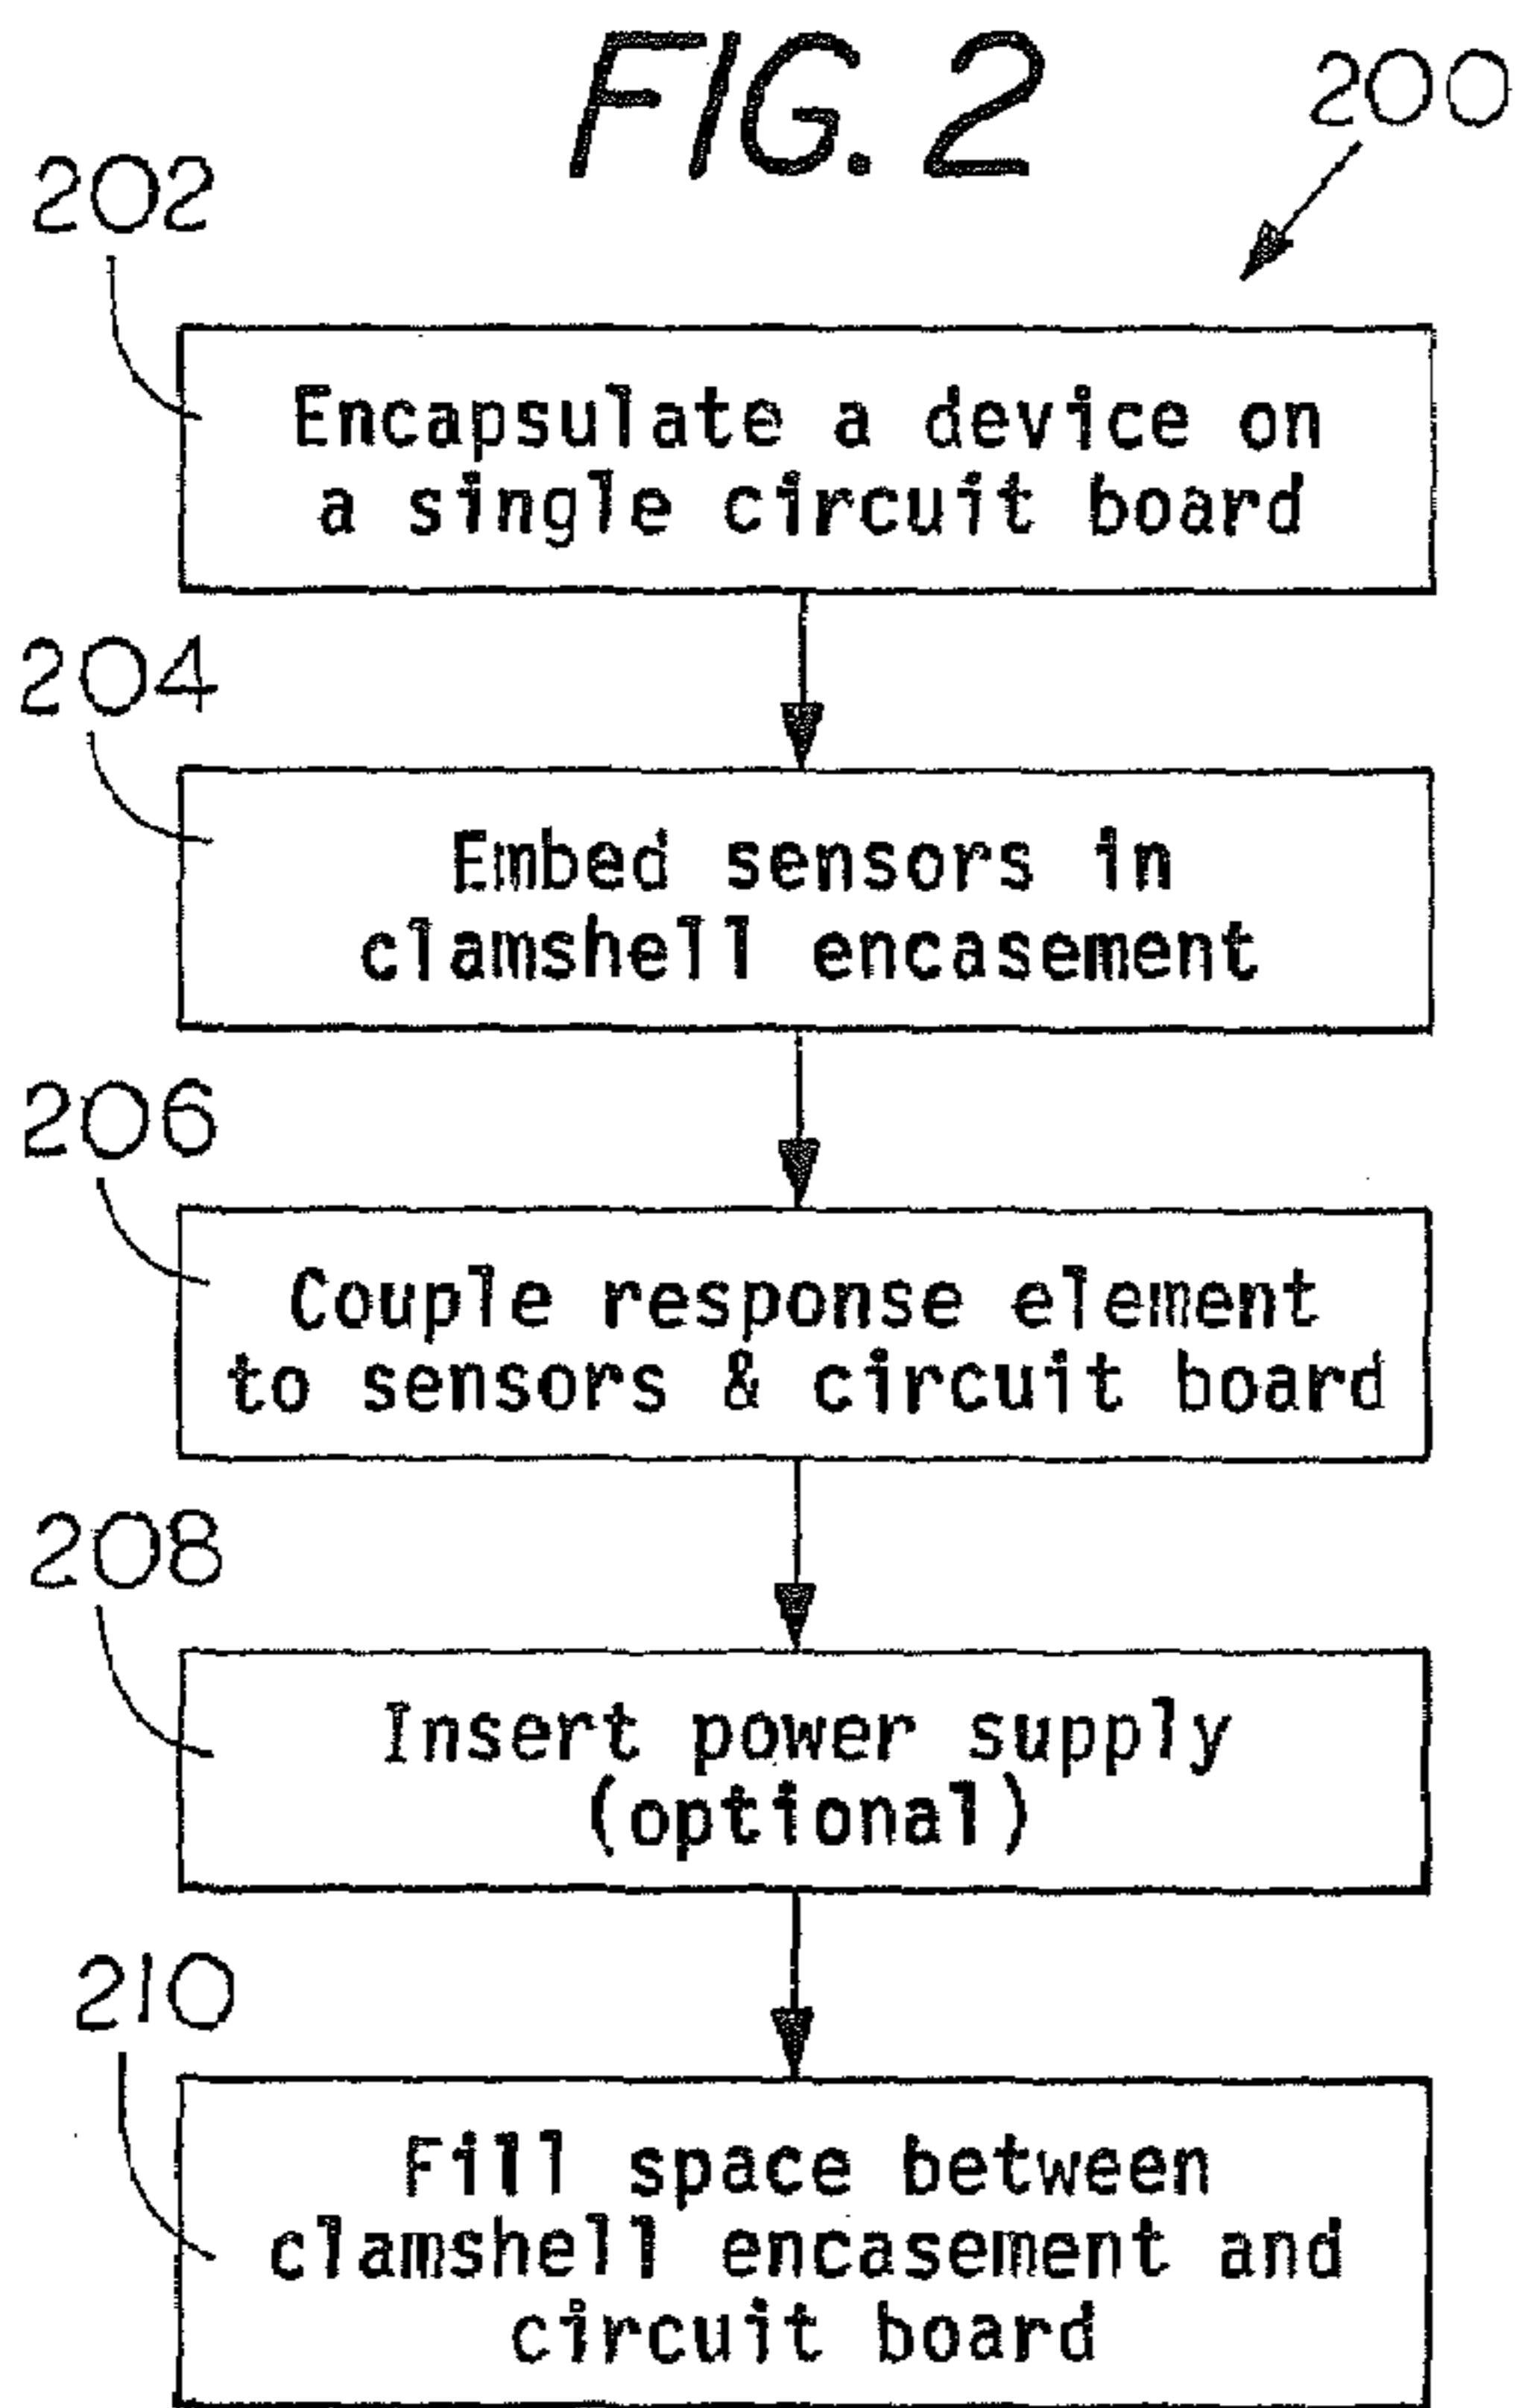 FIG. 2
200
202
Encapsulate a device on
a single circuit board
204
Embed sensors in
clamshell encasement
206
Couple response element
to sensors & circuit board
208
Insert power supply
(optional)
210
Fill space between
clamshell encasement and
circuit board